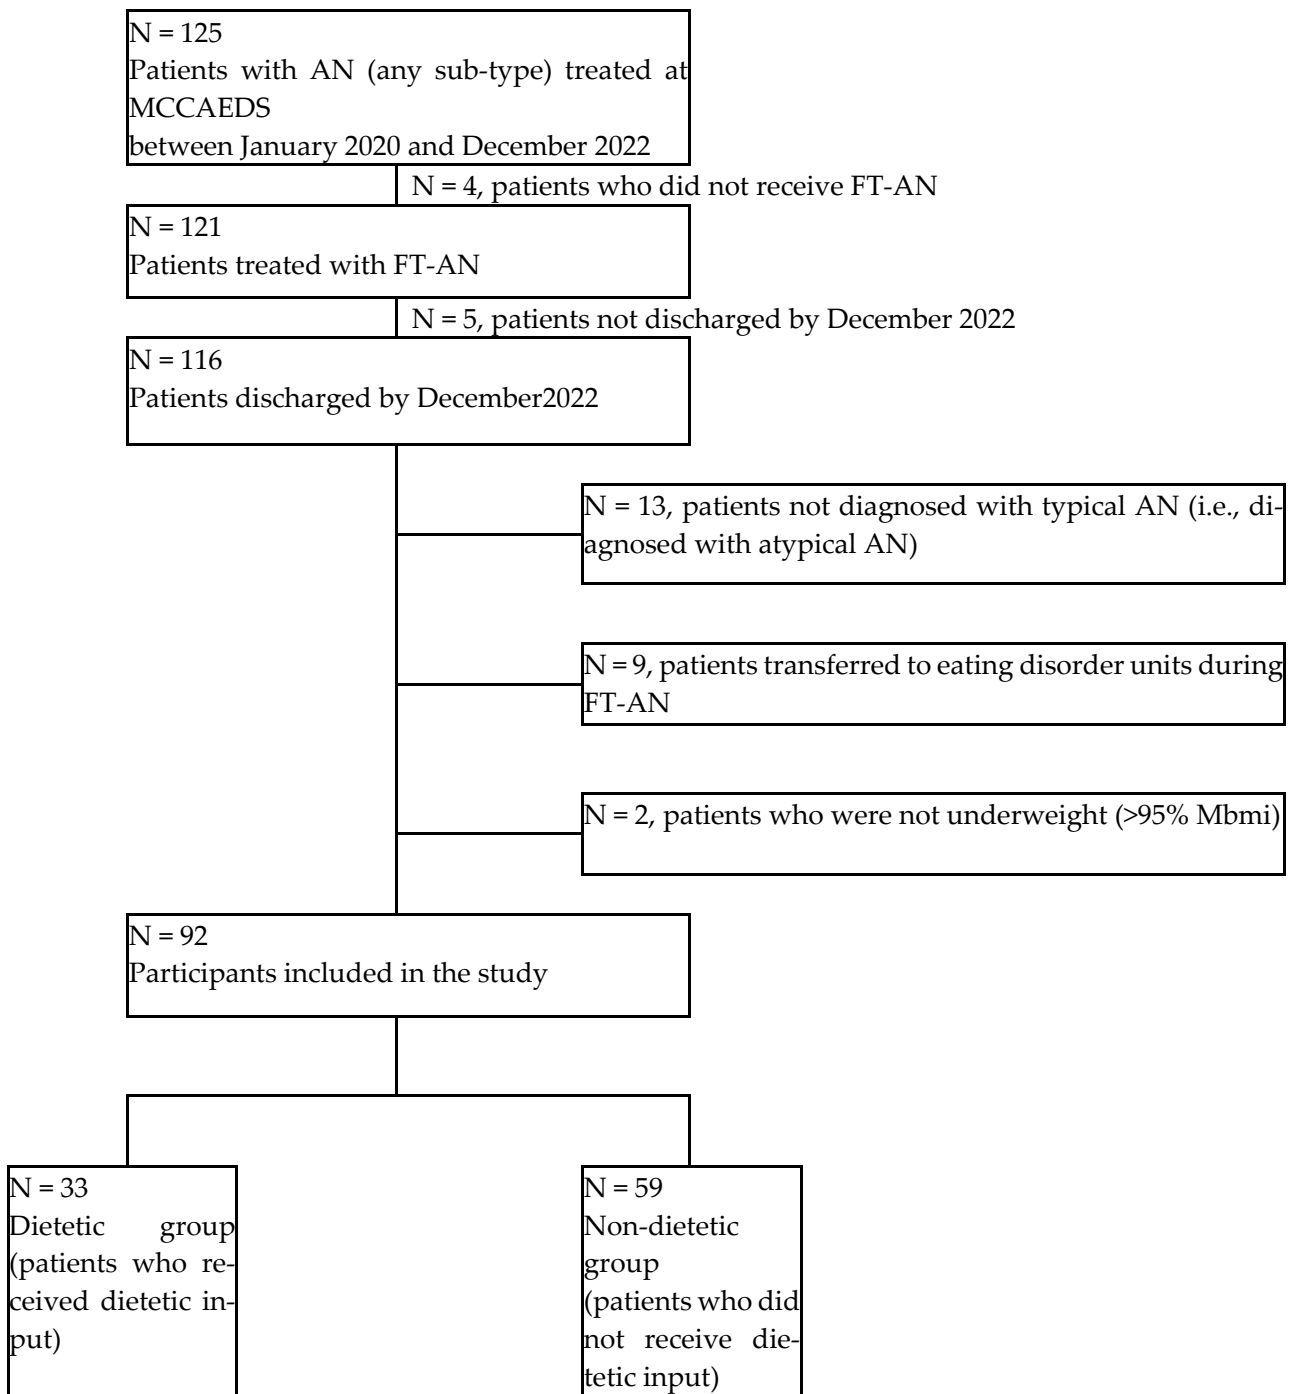 N = 125
Patients with AN (any sub-type) treated at
MCCAEDS
between January 2020 and December 2022
N = 4, patients who did not receive FT-AN
N = 121
Patients treated with FT-AN
N = 5, patients not discharged by December 2022
N = 116
Patients discharged by December2022
N = 13, patients not diagnosed with typical AN (i.e., di-
agnosed with atypical AN)
N = 9, patients transferred to eating disorder units during
FT-AN
N = 2, patients who were not underweight (>95% Mbmi)
N = 92
Participants included in the study
N = 33
Dietetic group
(patients who re-
ceived dietetic in-
put)
N = 59
Non-dietetic
group
(patients who did
not receive die-
tetic input)